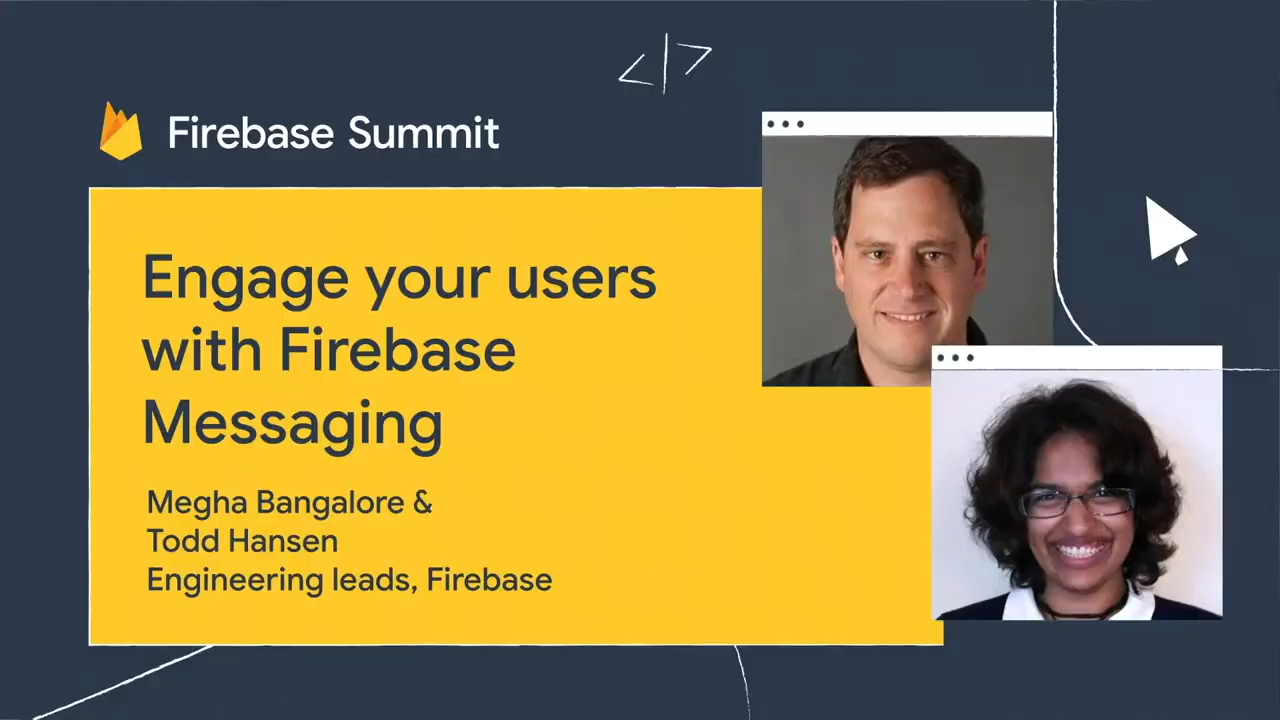 </>
Firebase Summit
Engage your users
with Firebase
Messaging
Megha Bangalore &
Todd Hansen
Engineering leads, Firebase